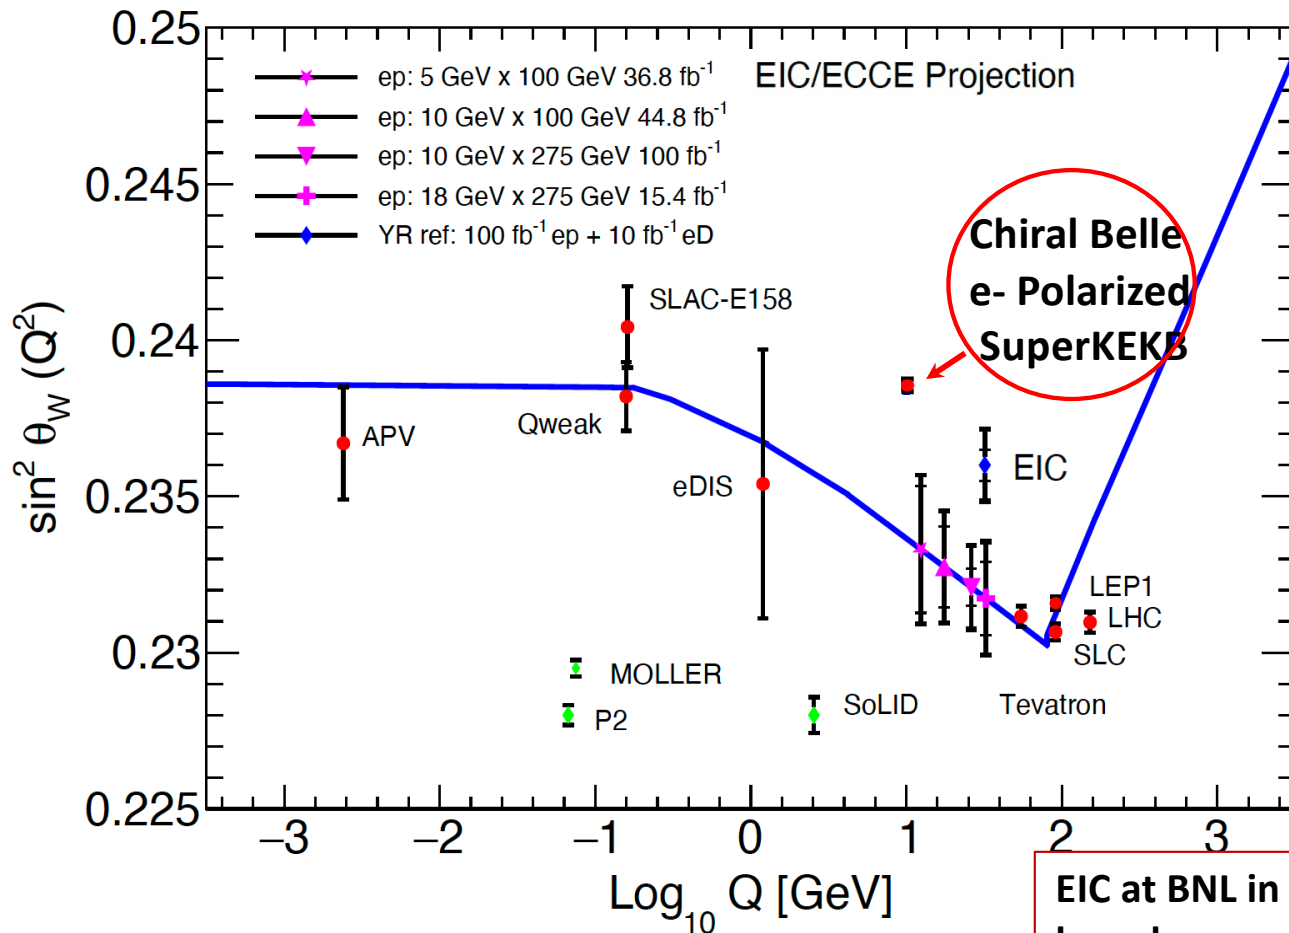 0.25
0.245
0.24
0.235
0.23
0.225
sin² θ_W (Q²)
ep: 5 GeV x 100 GeV 36.8 fb⁻¹
ep: 10 GeV x 100 GeV 44.8 fb⁻¹
ep: 10 GeV x 275 GeV 100 fb⁻¹
ep: 18 GeV x 275 GeV 15.4 fb⁻¹
YR ref: 100 fb⁻¹ ep + 10 fb⁻¹ eD
EIC/ECCE Projection
Chiral Belle
e- Polarized
SuperKEKB
SLAC-E158
APV
Qweak
eDIS
EIC
LEP1
LHC
SLC
MOLLER
P2
SoLID
Tevatron
−3 −2 −1 0 1 2 3
Log₁₀ Q [GeV]
EIC at BNL in